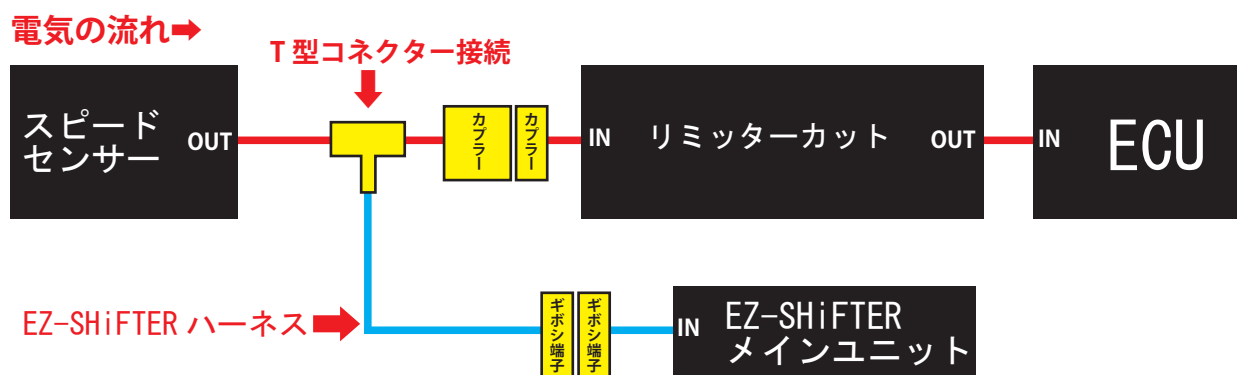 電気の流れ➡
T型コネクター接続
スピード
センサー
OUT
カプラー
カプラー
IN
リミッターカット
OUT
IN
ECU
EZ-SHiFTER ハーネス
ギボシ端子
ギボシ端子
IN
EZ-SHiFTER
メインユニット